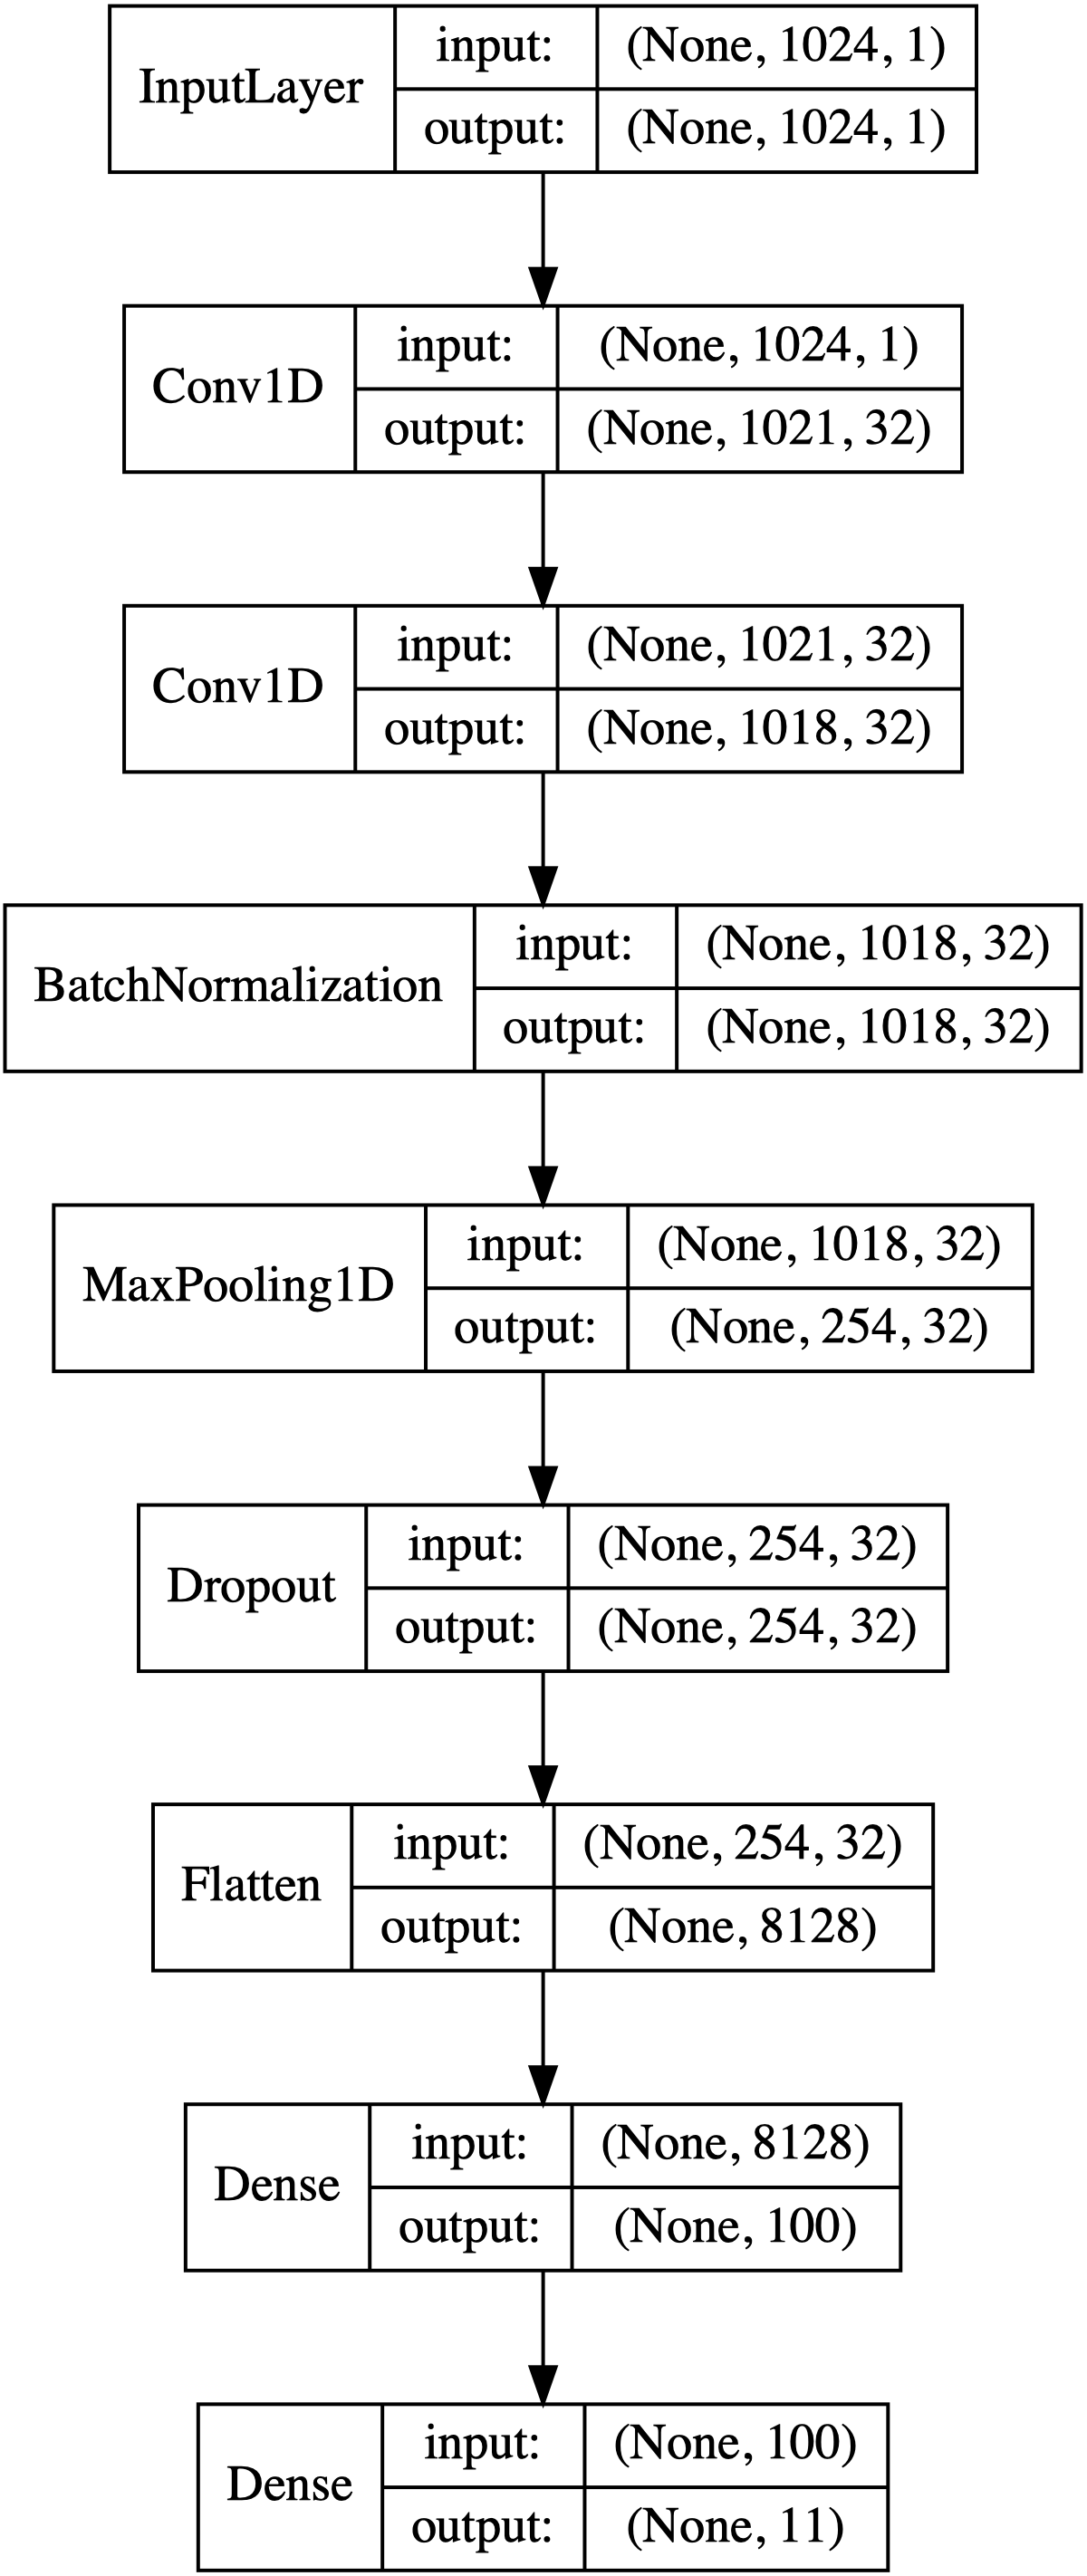 InputLayer
input: (None, 1024, 1)
output: (None, 1024, 1)
Conv1D
input: (None, 1024, 1)
output: (None, 1021, 32)
Conv1D
input: (None, 1021, 32)
output: (None, 1018, 32)
BatchNormalization
input: (None, 1018, 32)
output: (None, 1018, 32)
MaxPooling1D
input: (None, 1018, 32)
output: (None, 254, 32)
Dropout
input: (None, 254, 32)
output: (None, 254, 32)
Flatten
input: (None, 254, 32)
output: (None, 8128)
Dense
input: (None, 8128)
output: (None, 100)
Dense
input: (None, 100)
output: (None, 11)